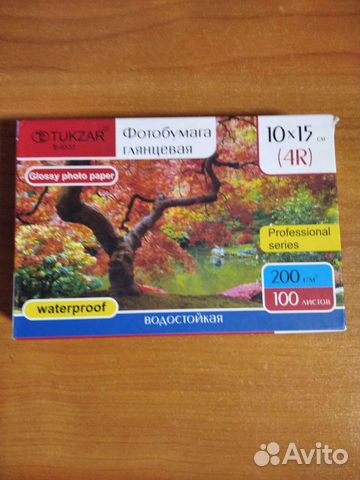 TUKZAR®
Фотобумага
глянцевая
10x15 см
(4R)
Glossy photo paper
Professional
series
200 г/м²
100 листов
waterproof
ВОДОСТОЙКАЯ
Avito